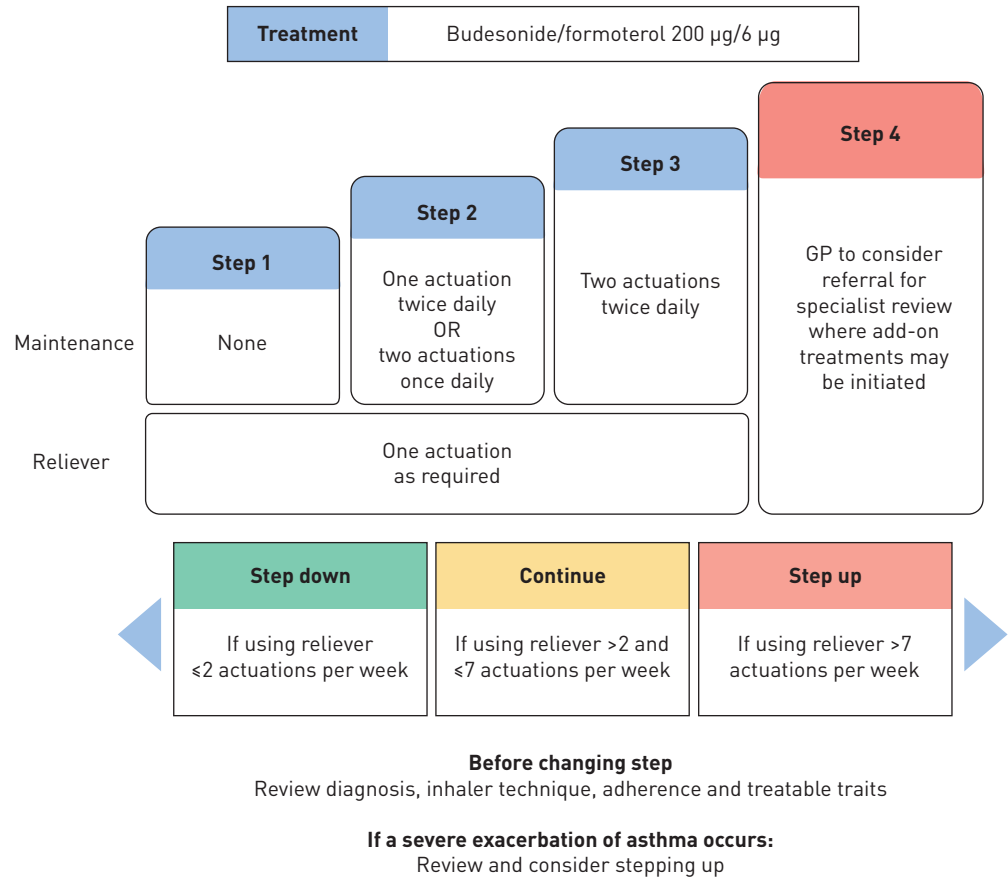 Treatment
Budesonide/formoterol 200 µg/6 µg
Step 1
Step 2
Step 3
Step 4
Maintenance
None
One actuation
twice daily
OR
two actuations
once daily
Two actuations
twice daily
GP to consider
referral for
specialist review
where add-on
treatments may
be initiated
Reliever
One actuation
as required
Step down
If using reliever
⩽2 actuations per week
Continue
If using reliever >2 and
⩽7 actuations per week
Step up
If using reliever >7
actuations per week
Before changing step
Review diagnosis, inhaler technique, adherence and treatable traits
If a severe exacerbation of asthma occurs:
Review and consider stepping up